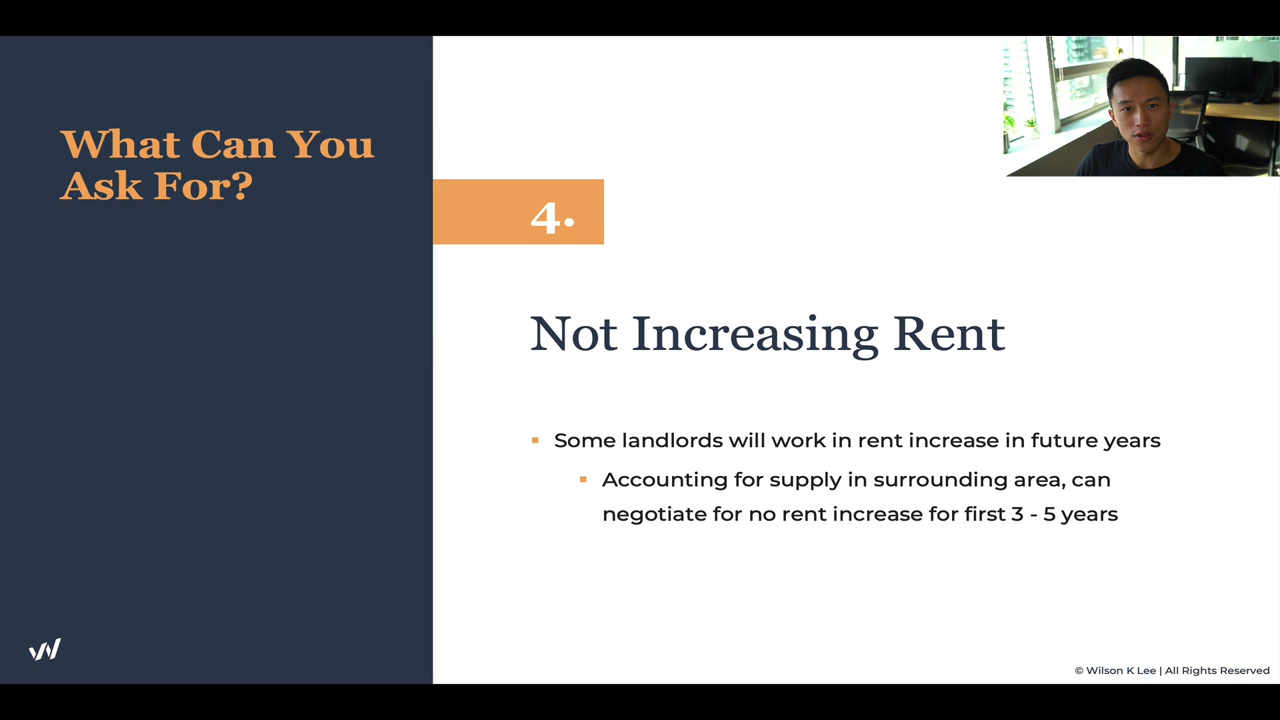 What Can You
Ask For?
4.
Not Increasing Rent
Some landlords will work in rent increase in future years
Accounting for supply in surrounding area, can
negotiate for no rent increase for first 3 - 5 years
© Wilson K Lee | All Rights Reserved